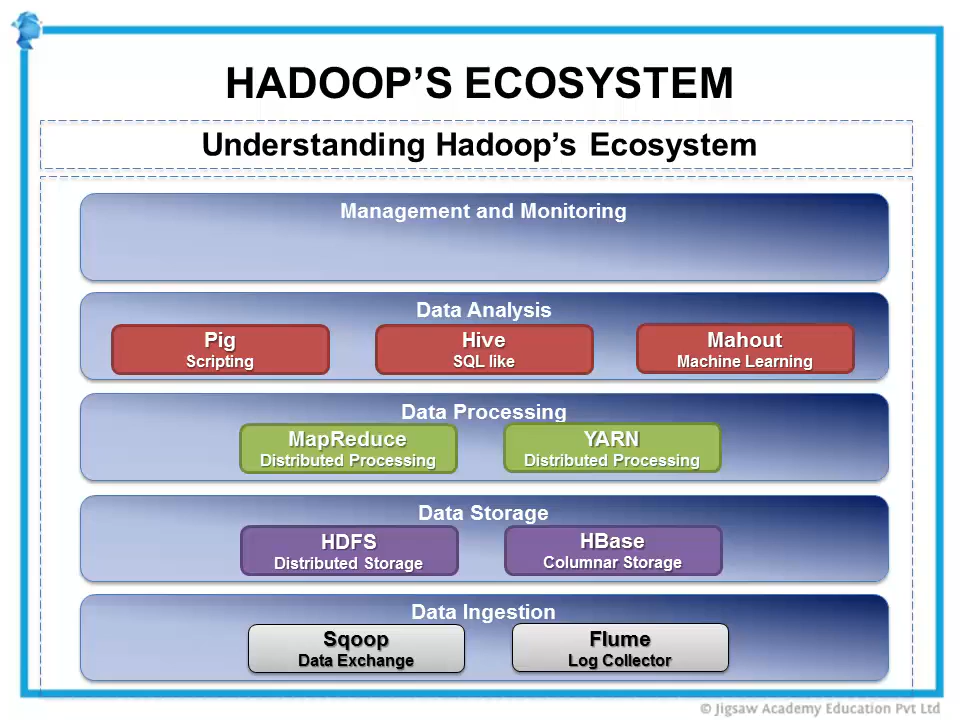 HADOOP’S ECOSYSTEM
Understanding Hadoop’s Ecosystem
Management and Monitoring
Data Analysis
Pig
Scripting
Hive
SQL like
Mahout
Machine Learning
Data Processing
MapReduce
Distributed Processing
YARN
Distributed Processing
Data Storage
HDFS
Distributed Storage
HBase
Columnar Storage
Data Ingestion
Sqoop
Data Exchange
Flume
Log Collector
© Jigsaw Academy Education Pvt Ltd